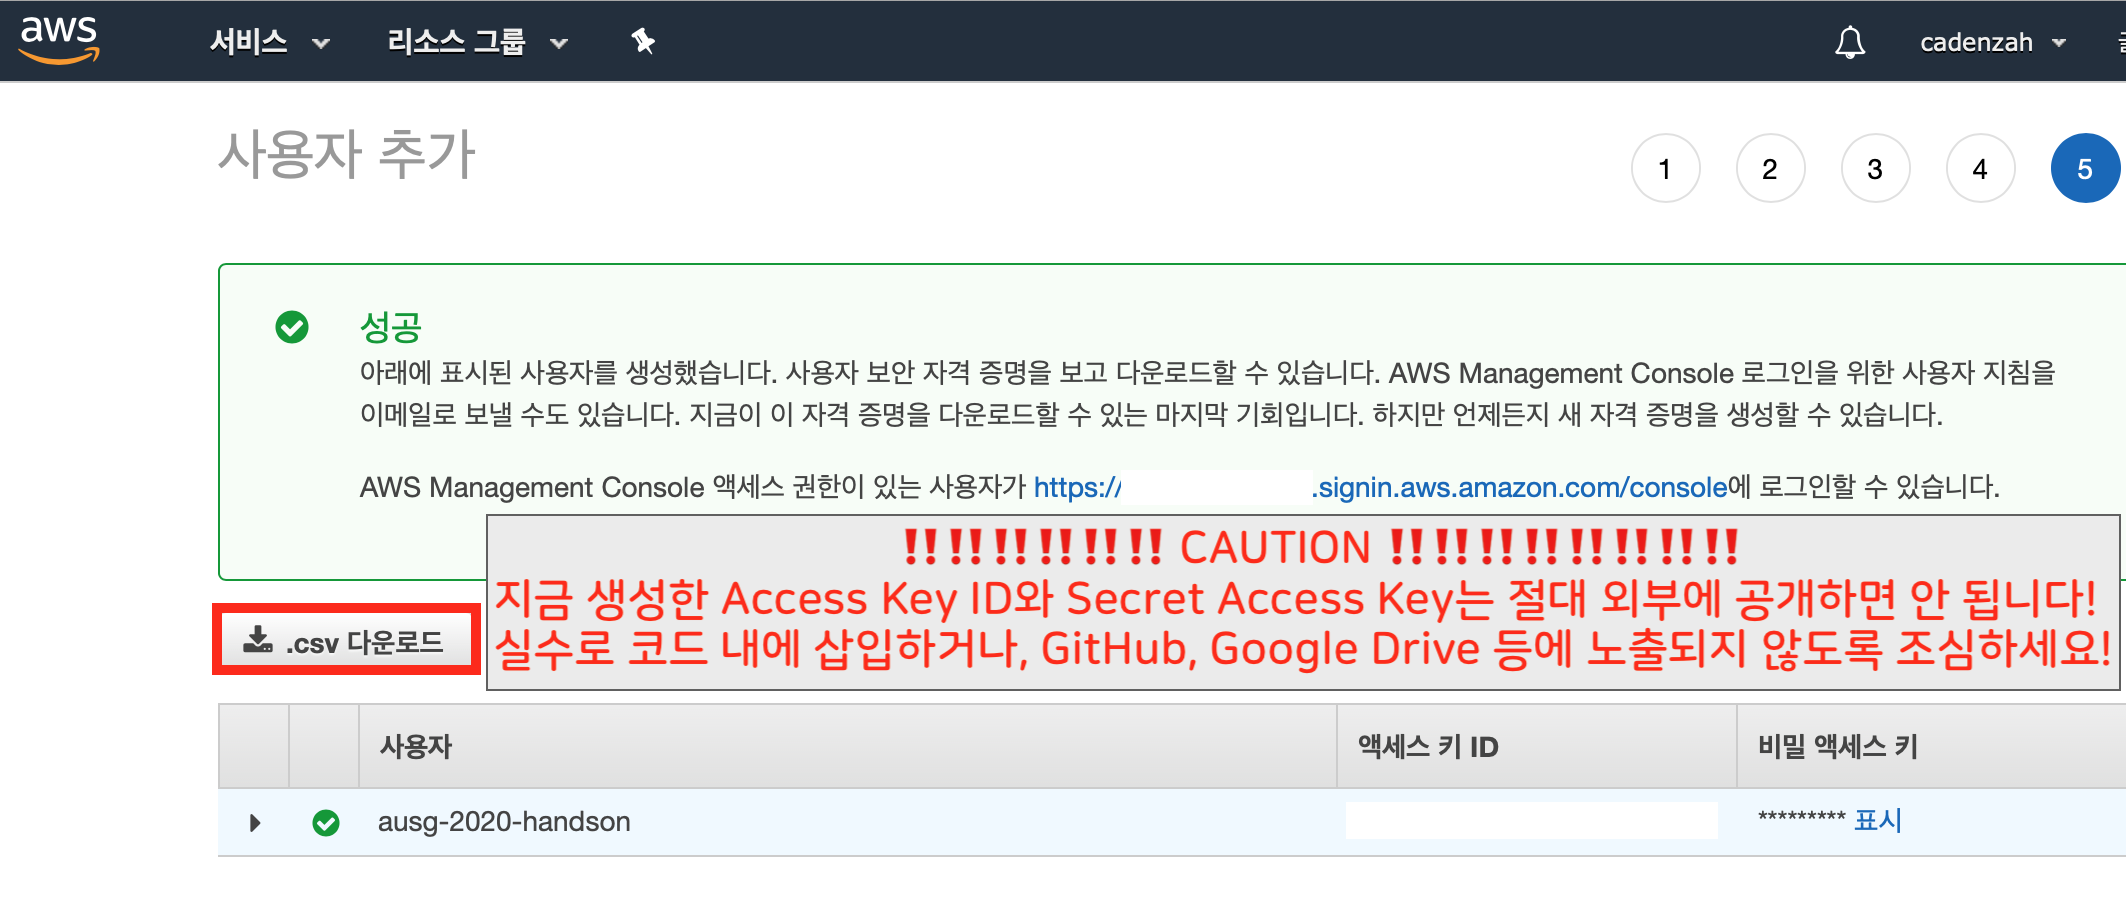 aws 서비스 리소스 그룹 cadenzah
사용자 추가
1 2 3 4 5
성공
아래에 표시된 사용자를 생성했습니다. 사용자 보안 자격 증명을 보고 다운로드할 수 있습니다. AWS Management Console 로그인을 위한 사용자 지침을
이메일로 보낼 수도 있습니다. 지금이 이 자격 증명을 다운로드할 수 있는 마지막 기회입니다. 하지만 언제든지 새 자격 증명을 생성할 수 있습니다.
AWS Management Console 액세스 권한이 있는 사용자가 https:// .signin.aws.amazon.com/console에 로그인할 수 있습니다.
!!!!!!!!!!!! CAUTION !!!!!!!!!!!!!!!!
지금 생성한 Access Key ID와 Secret Access Key는 절대 외부에 공개하면 안 됩니다!
실수로 코드 내에 삽입하거나, GitHub, Google Drive 등에 노출되지 않도록 조심하세요!
.csv 다운로드
사용자 액세스 키 ID 비밀 액세스 키
ausg-2020-handson ********* 표시